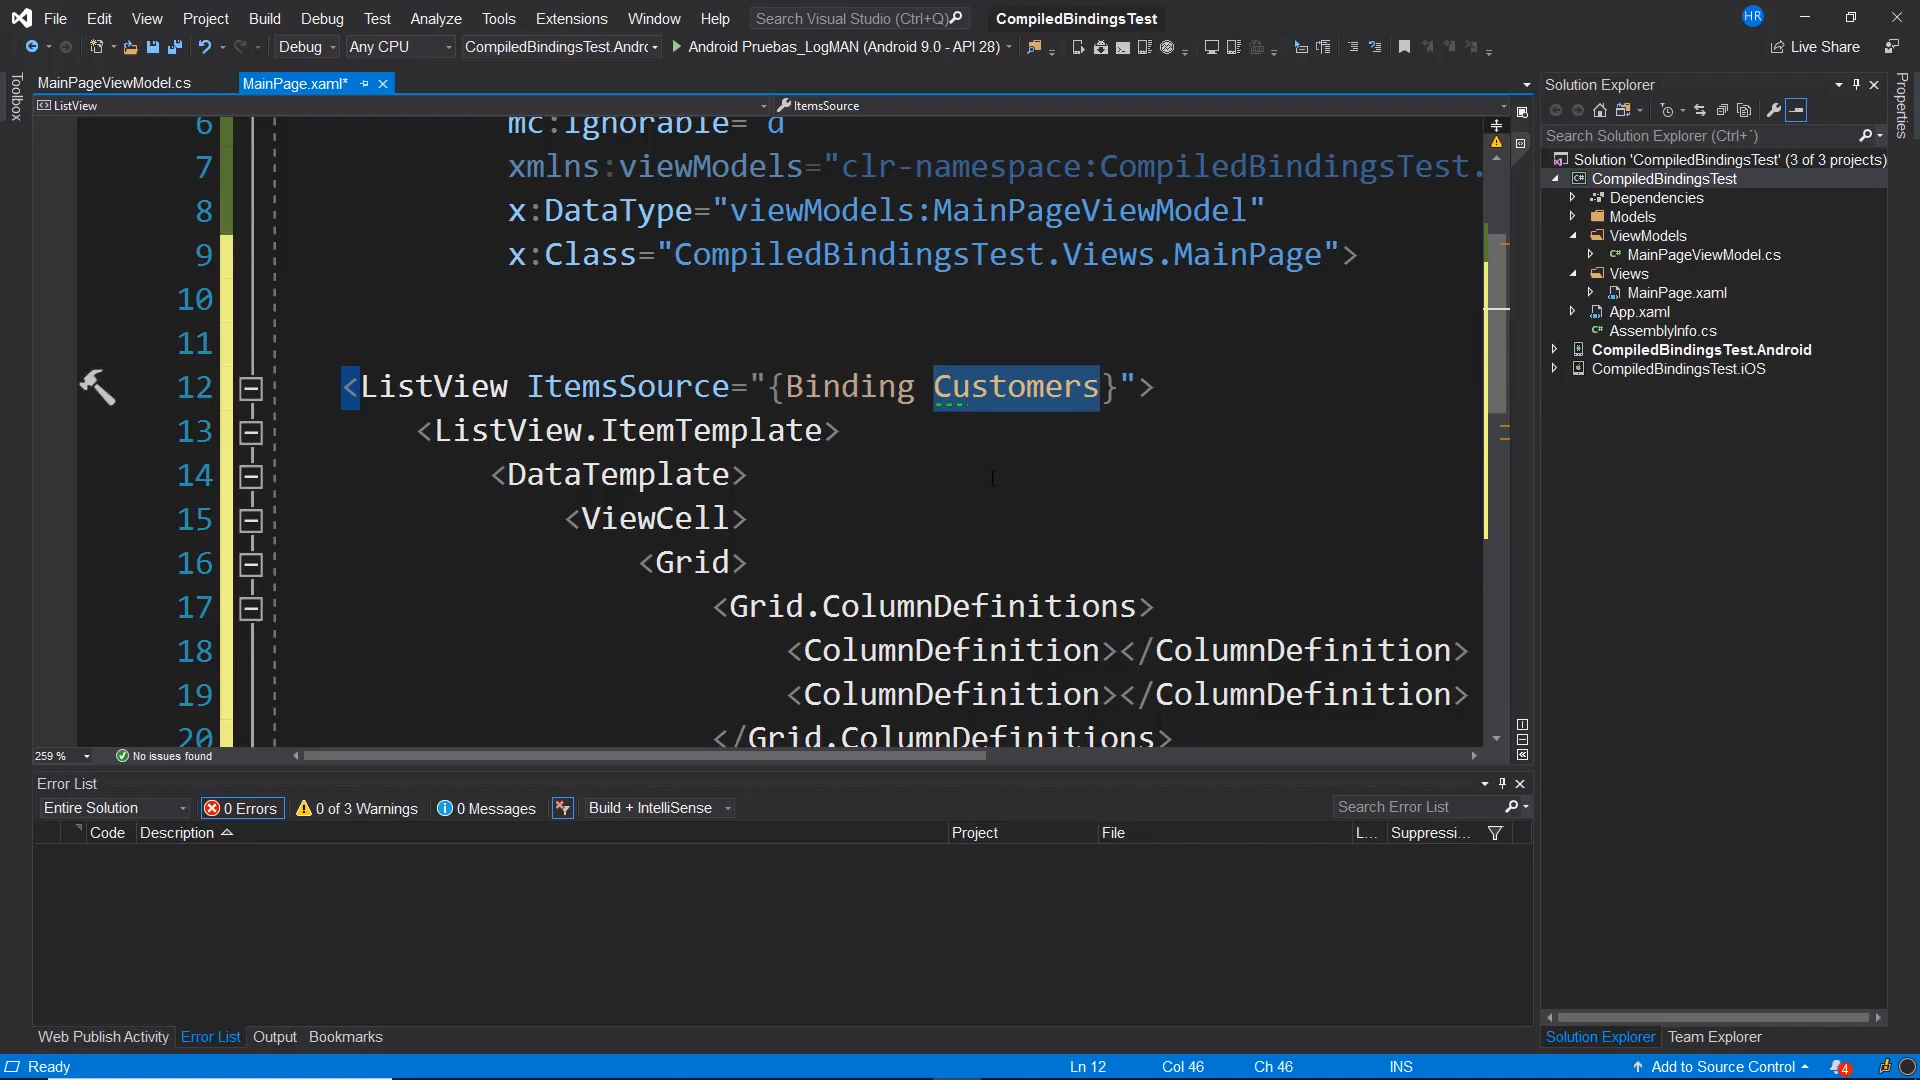 File Edit View Project Build Debug Test Analyze Tools Extensions Window Help Search Visual Studio (Ctrl+Q) CompiledBindingsTest HR
Debug Any CPU CompiledBindingsTest.Andrc Android Pruebas_LogMAN (Android 9.0 - API 28) Live Share
Toolbox
MainPageViewModel.cs MainPage.xaml*
ListView ItemsSource
6 mc:Ignorable="d
7 xmlns:viewModels="clr-namespace:CompiledBindingsTest.
8 x:DataType="viewModels:MainPageViewModel"
9 x:Class="CompiledBindingsTest.Views.MainPage">
10
11
12 <ListView ItemsSource="{Binding Customers}">
13 <ListView.ItemTemplate>
14 <DataTemplate>
15 <ViewCell>
16 <Grid>
17 <Grid.ColumnDefinitions>
18 <ColumnDefinition></ColumnDefinition>
19 <ColumnDefinition></ColumnDefinition>
20 </Grid.ColumnDefinitions>
259 % No issues found
Error List
Entire Solution 0 Errors 0 of 3 Warnings 0 Messages Build + IntelliSense Search Error List
Code Description Project File L... Suppressi...
Web Publish Activity Error List Output Bookmarks
Solution Explorer
Search Solution Explorer (Ctrl+´)
Solution 'CompiledBindingsTest' (3 of 3 projects)
CompiledBindingsTest
Dependencies
Models
ViewModels
MainPageViewModel.cs
Views
MainPage.xaml
App.xaml
AssemblyInfo.cs
CompiledBindingsTest.Android
CompiledBindingsTest.iOS
Solution Explorer Team Explorer
Properties
Ready Ln 12 Col 46 Ch 46 INS Add to Source Control 4